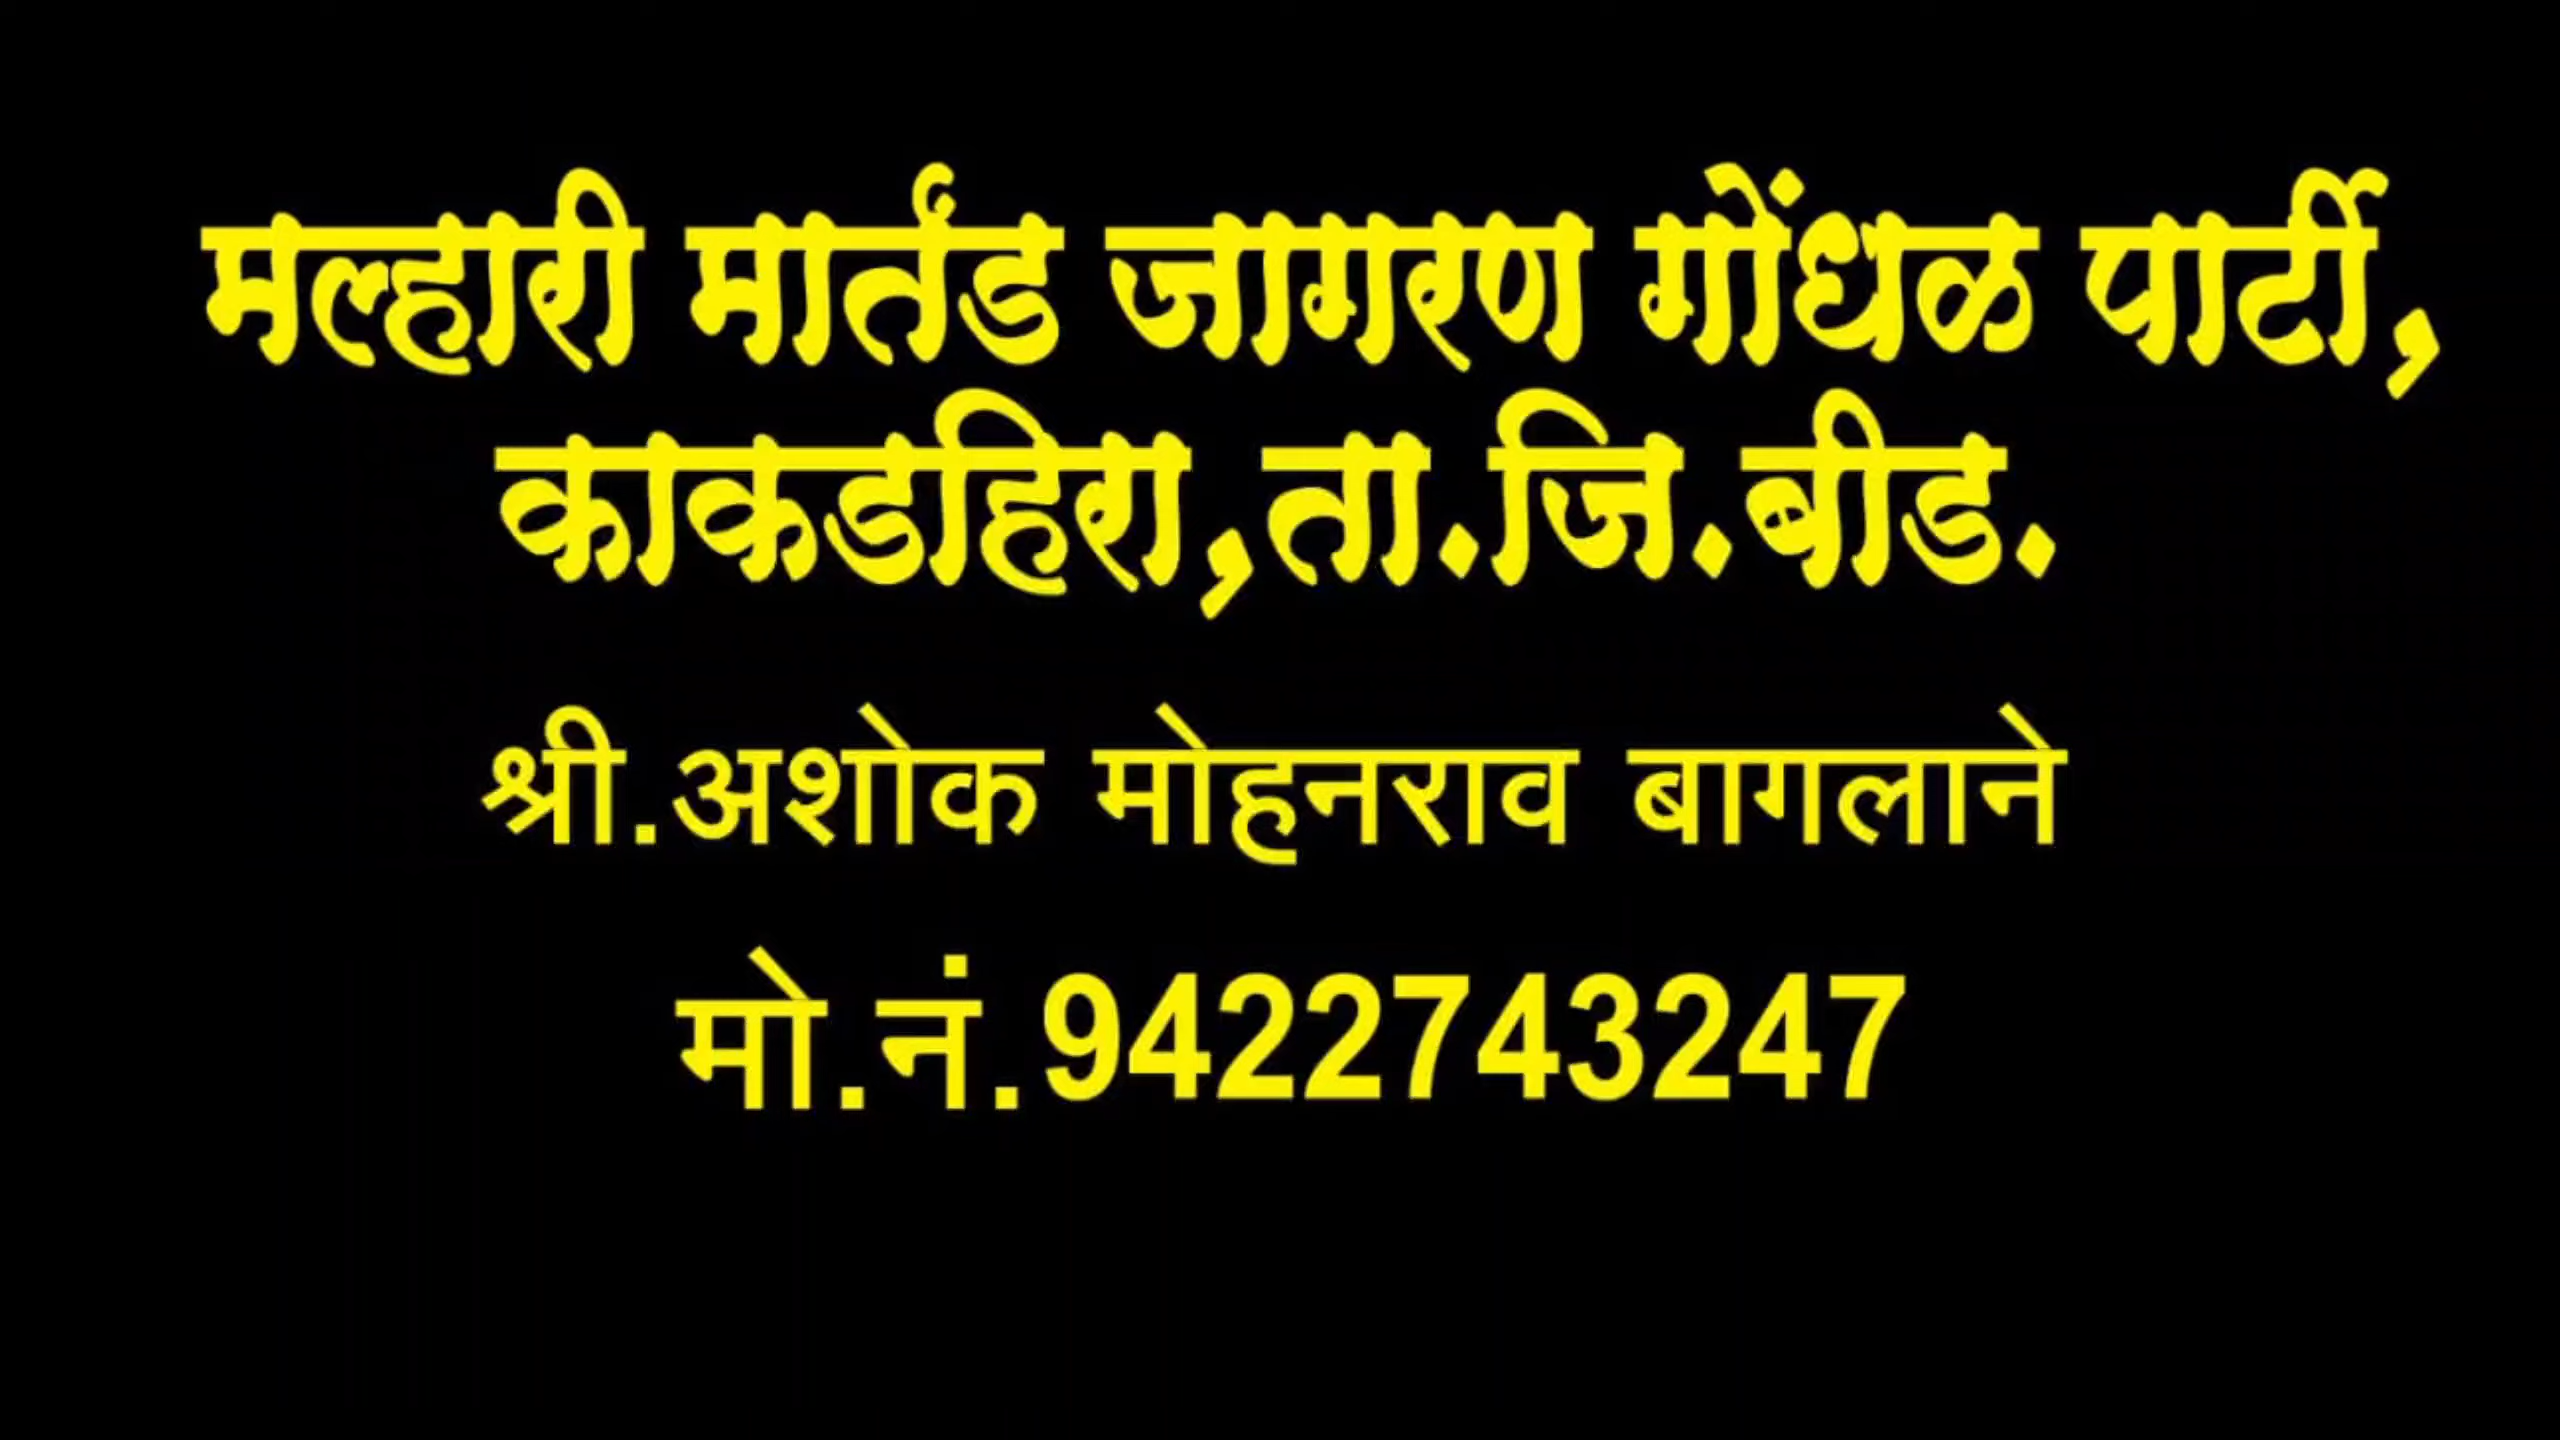 मल्हारी मार्तंड जागरण गोंधळ पार्टी,
काकडहिरा,ता.जि.बीड.
श्री.अशोक मोहनराव बागलाने
मो.नं.9422743247